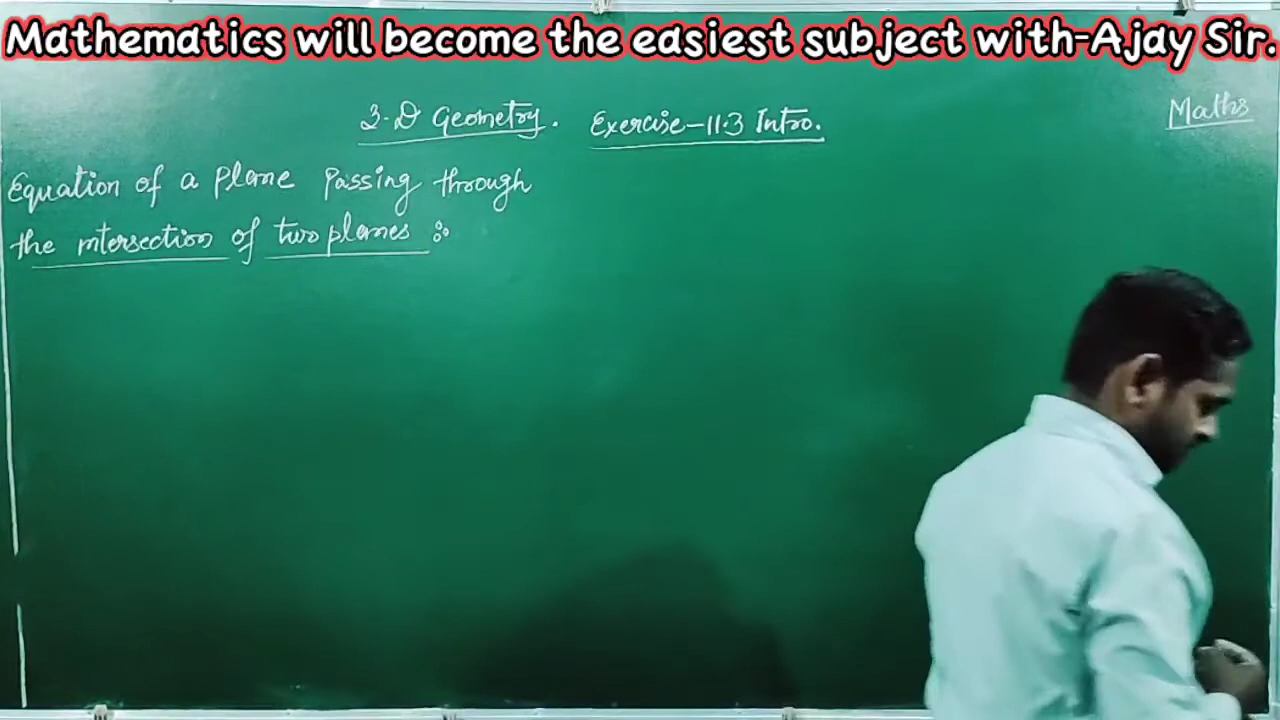 Mathematics will become the easiest subject with-Ajay Sir.
Maths
3-D Geometry. Exercise-11.3 Intro.
Equation of a plane Passing through
the intersection of two planes :